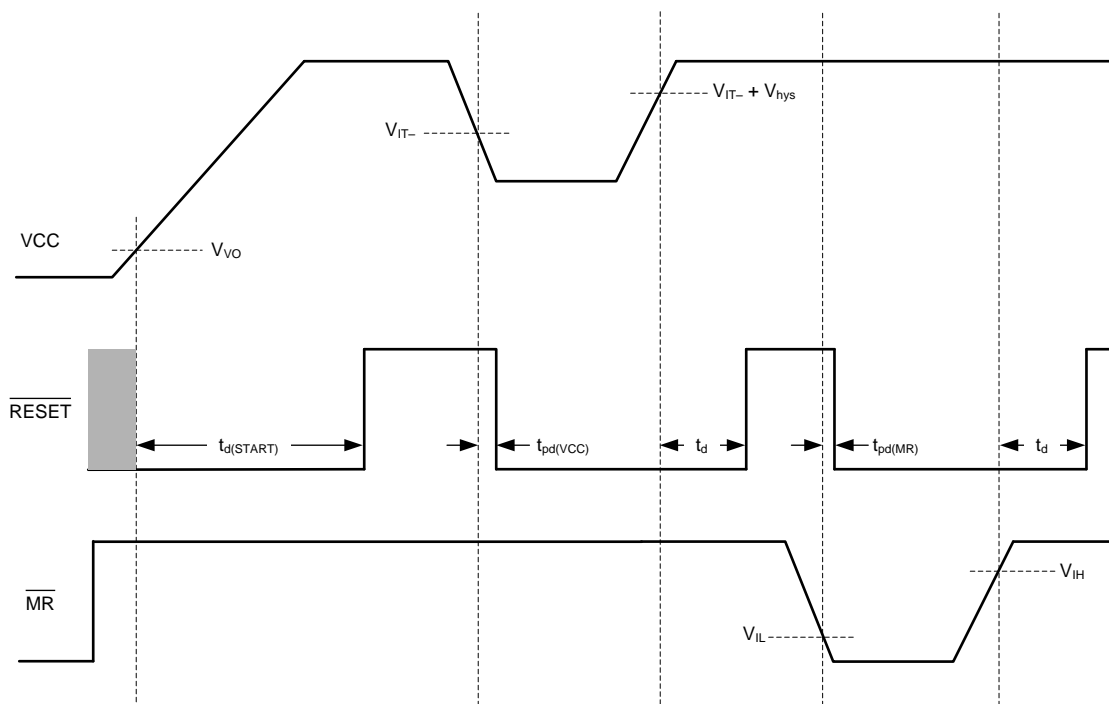 V_IT– + V_hys
V_IT–
VCC
V_VO
RESET
t_d(START)
t_pd(VCC)
t_d
t_pd(MR)
t_d
MR
V_IH
V_IL